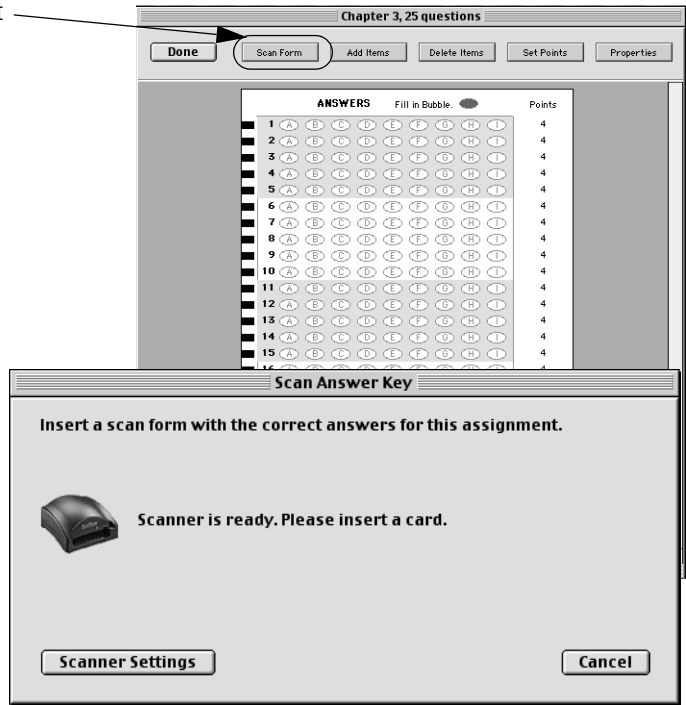 t
Chapter 3, 25 questions
Done Scan Form Add Items Delete Items Set Points Properties
ANSWERS Fill in Bubble. Points
1 A B C D E F G H I 4
2 A B C D E F G H I 4
3 A B C D E F G H I 4
4 A B C D E F G H I 4
5 A B C D E F G H I 4
6 A B C D E F G H I 4
7 A B C D E F G H I 4
8 A B C D E F G H I 4
9 A B C D E F G H I 4
10 A B C D E F G H I 4
11 A B C D E F G H I 4
12 A B C D E F G H I 4
13 A B C D E F G H I 4
14 A B C D E F G H I 4
15 A B C D E F G H I 4
Scan Answer Key
Insert a scan form with the correct answers for this assignment.
Scanner is ready. Please insert a card.
Scanner Settings Cancel